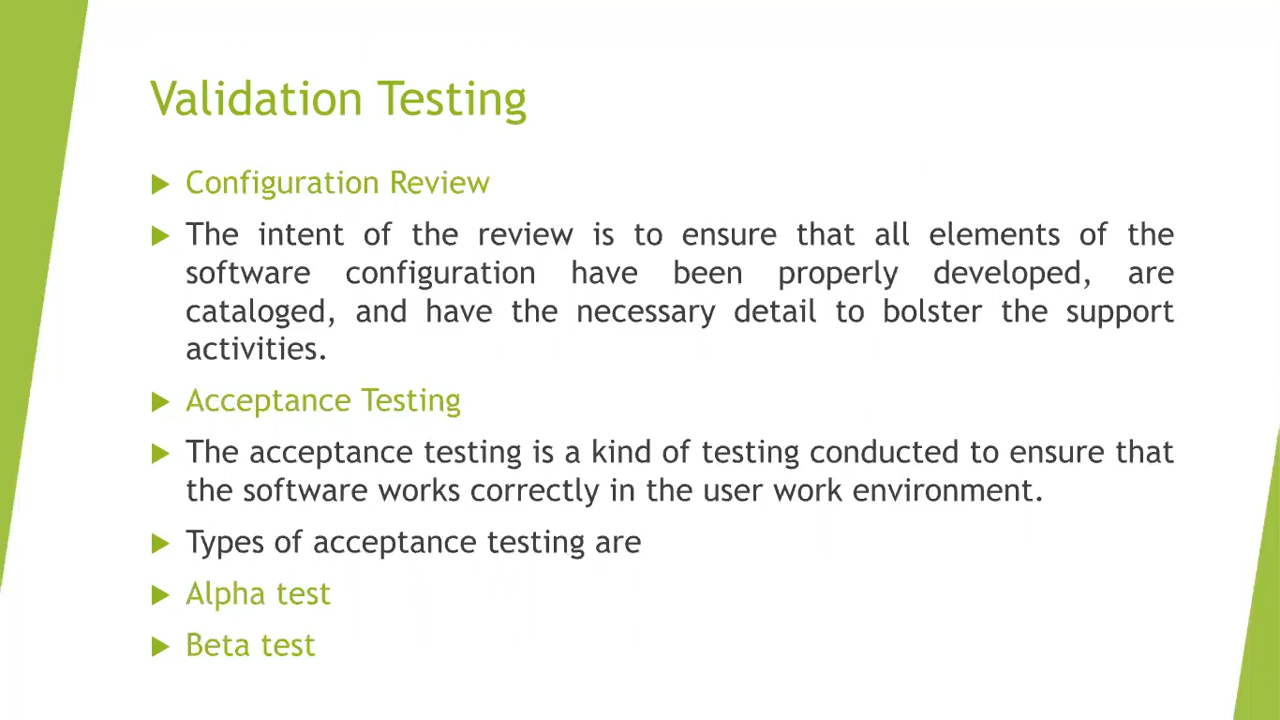 Validation Testing
Configuration Review
The intent of the review is to ensure that all elements of the
software configuration have been properly developed, are
cataloged, and have the necessary detail to bolster the support
activities.
Acceptance Testing
The acceptance testing is a kind of testing conducted to ensure that
the software works correctly in the user work environment.
Types of acceptance testing are
Alpha test
Beta test